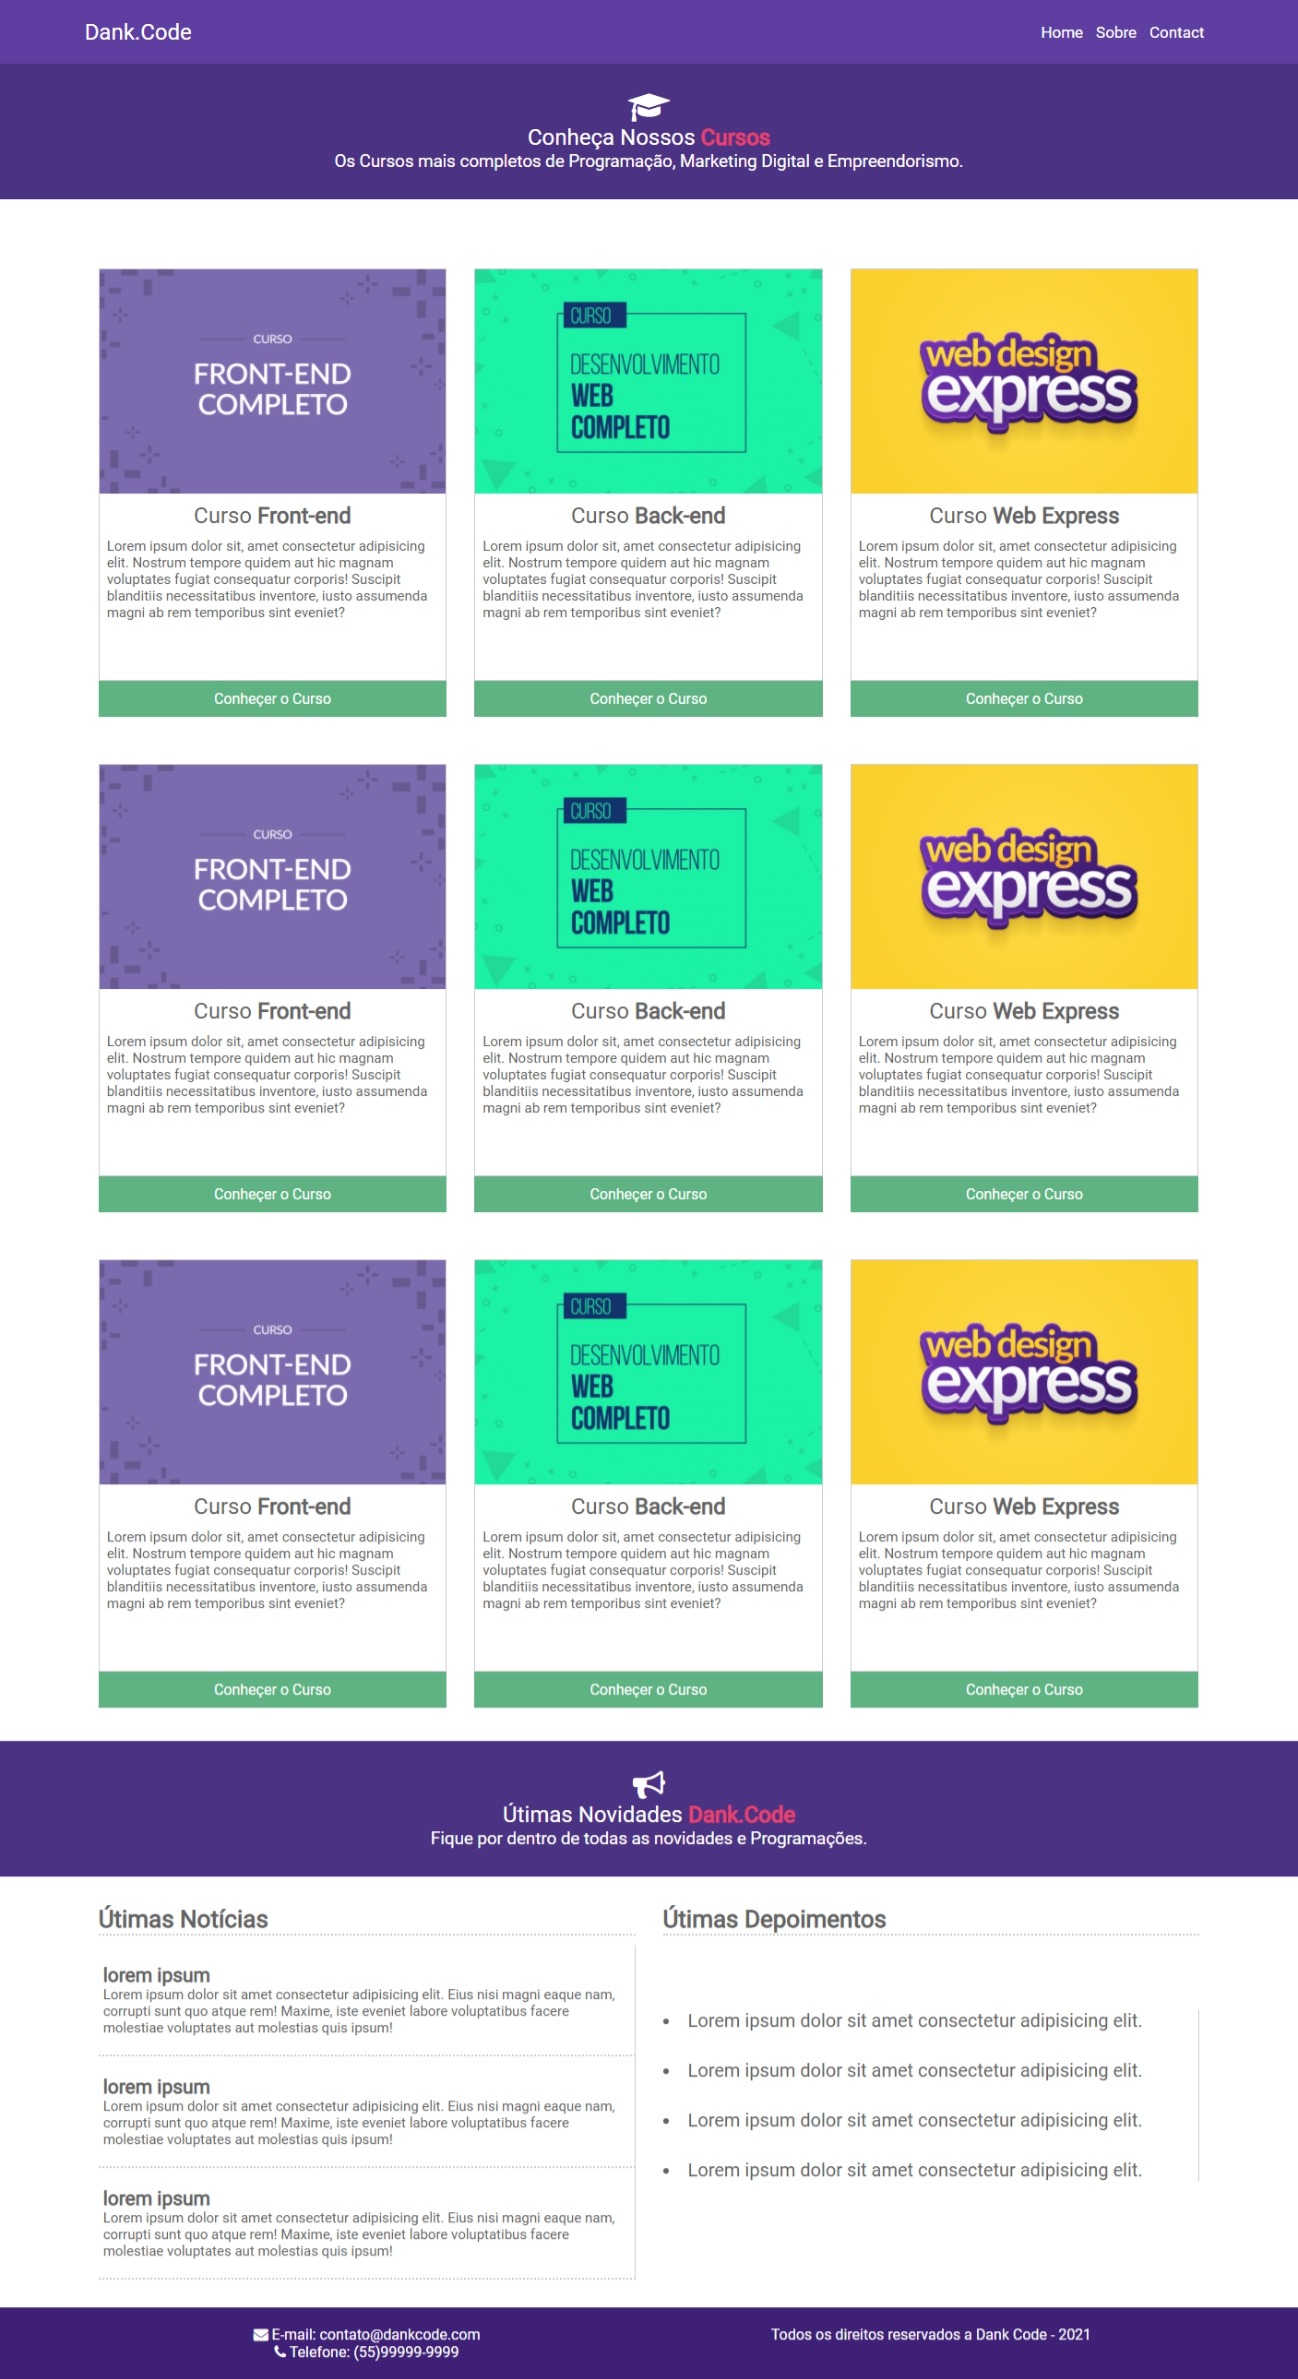 Dank.Code
Home Sobre Contact
Conheça Nossos Cursos
Os Cursos mais completos de Programação, Marketing Digital e Empreendorismo.
CURSO
FRONT-END
COMPLETO
Curso Front-end
Lorem ipsum dolor sit, amet consectetur adipisicing
elit. Nostrum tempore quidem aut hic magnam
voluptates fugiat consequatur corporis! Suscipit
blanditiis necessitatibus inventore, iusto assumenda
magni ab rem temporibus sint eveniet?
Conheçer o Curso
CURSO
DESENVOLVIMENTO
WEB
COMPLETO
Curso Back-end
Lorem ipsum dolor sit, amet consectetur adipisicing
elit. Nostrum tempore quidem aut hic magnam
voluptates fugiat consequatur corporis! Suscipit
blanditiis necessitatibus inventore, iusto assumenda
magni ab rem temporibus sint eveniet?
Conheçer o Curso
web design
express
Curso Web Express
Lorem ipsum dolor sit, amet consectetur adipisicing
elit. Nostrum tempore quidem aut hic magnam
voluptates fugiat consequatur corporis! Suscipit
blanditiis necessitatibus inventore, iusto assumenda
magni ab rem temporibus sint eveniet?
Conheçer o Curso
CURSO
FRONT-END
COMPLETO
Curso Front-end
Lorem ipsum dolor sit, amet consectetur adipisicing
elit. Nostrum tempore quidem aut hic magnam
voluptates fugiat consequatur corporis! Suscipit
blanditiis necessitatibus inventore, iusto assumenda
magni ab rem temporibus sint eveniet?
Conheçer o Curso
CURSO
DESENVOLVIMENTO
WEB
COMPLETO
Curso Back-end
Lorem ipsum dolor sit, amet consectetur adipisicing
elit. Nostrum tempore quidem aut hic magnam
voluptates fugiat consequatur corporis! Suscipit
blanditiis necessitatibus inventore, iusto assumenda
magni ab rem temporibus sint eveniet?
Conheçer o Curso
web design
express
Curso Web Express
Lorem ipsum dolor sit, amet consectetur adipisicing
elit. Nostrum tempore quidem aut hic magnam
voluptates fugiat consequatur corporis! Suscipit
blanditiis necessitatibus inventore, iusto assumenda
magni ab rem temporibus sint eveniet?
Conheçer o Curso
CURSO
FRONT-END
COMPLETO
Curso Front-end
Lorem ipsum dolor sit, amet consectetur adipisicing
elit. Nostrum tempore quidem aut hic magnam
voluptates fugiat consequatur corporis! Suscipit
blanditiis necessitatibus inventore, iusto assumenda
magni ab rem temporibus sint eveniet?
Conheçer o Curso
CURSO
DESENVOLVIMENTO
WEB
COMPLETO
Curso Back-end
Lorem ipsum dolor sit, amet consectetur adipisicing
elit. Nostrum tempore quidem aut hic magnam
voluptates fugiat consequatur corporis! Suscipit
blanditiis necessitatibus inventore, iusto assumenda
magni ab rem temporibus sint eveniet?
Conheçer o Curso
web design
express
Curso Web Express
Lorem ipsum dolor sit, amet consectetur adipisicing
elit. Nostrum tempore quidem aut hic magnam
voluptates fugiat consequatur corporis! Suscipit
blanditiis necessitatibus inventore, iusto assumenda
magni ab rem temporibus sint eveniet?
Conheçer o Curso
Útimas Novidades Dank.Code
Fique por dentro de todas as novidades e Programações.
Útimas Notícias
lorem ipsum
Lorem ipsum dolor sit amet consectetur adipisicing elit. Eius nisi magni eaque nam,
corrupti sunt quo atque rem! Maxime, iste eveniet labore voluptatibus facere
molestiae voluptates aut molestias quis ipsum!
lorem ipsum
Lorem ipsum dolor sit amet consectetur adipisicing elit. Eius nisi magni eaque nam,
corrupti sunt quo atque rem! Maxime, iste eveniet labore voluptatibus facere
molestiae voluptates aut molestias quis ipsum!
lorem ipsum
Lorem ipsum dolor sit amet consectetur adipisicing elit. Eius nisi magni eaque nam,
corrupti sunt quo atque rem! Maxime, iste eveniet labore voluptatibus facere
molestiae voluptates aut molestias quis ipsum!
Útimas Depoimentos
• Lorem ipsum dolor sit amet consectetur adipisicing elit.
• Lorem ipsum dolor sit amet consectetur adipisicing elit.
• Lorem ipsum dolor sit amet consectetur adipisicing elit.
• Lorem ipsum dolor sit amet consectetur adipisicing elit.
E-mail: contato@dankcode.com
Telefone: (55)99999-9999
Todos os direitos reservados a Dank Code - 2021